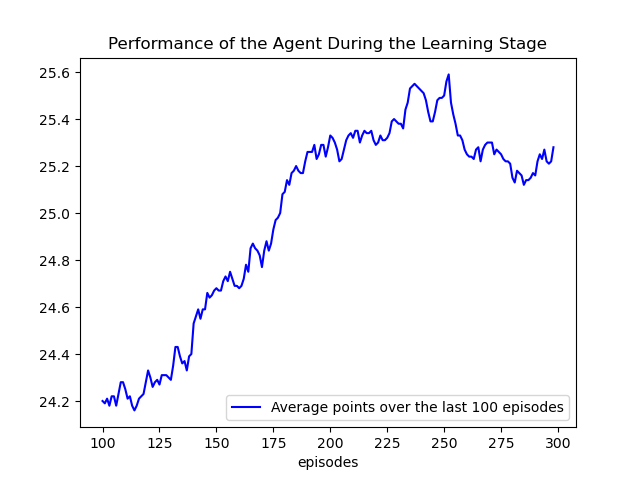 Performance of the Agent During the Learning Stage
25.6
25.4
25.2
25.0
24.8
24.6
24.4
24.2
Average points over the last 100 episodes
100 125 150 175 200 225 250 275 300
episodes